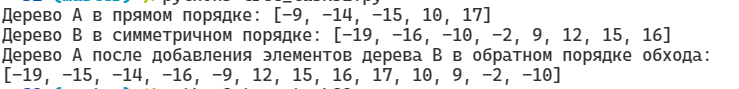 Дерево А в прямом порядке: [-9, -14, -15, 10, 17]
Дерево В в симметричном порядке: [-19, -16, -10, -2, 9, 12, 15, 16]
Дерево А после добавления элементов дерева В в обратном порядке обхода:
[-19, -15, -14, -16, -9, 12, 15, 16, 17, 10, 9, -2, -10]